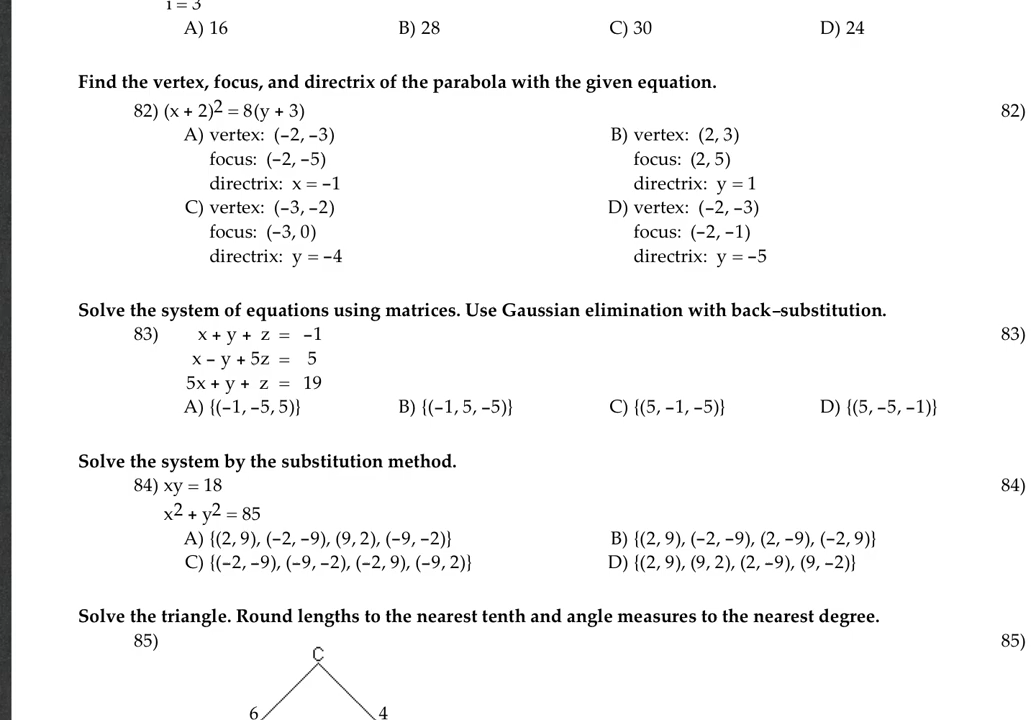 i = 3
A) 16 B) 28 C) 30 D) 24
Find the vertex, focus, and directrix of the parabola with the given equation.
82) (x + 2)2 = 8(y + 3) 82)
A) vertex: (−2, −3) B) vertex: (2, 3)
focus: (−2, −5) focus: (2, 5)
directrix: x = −1 directrix: y = 1
C) vertex: (−3, −2) D) vertex: (−2, −3)
focus: (−3, 0) focus: (−2, −1)
directrix: y = −4 directrix: y = −5
Solve the system of equations using matrices. Use Gaussian elimination with back−substitution.
83) x + y + z = −1 83)
x − y + 5z = 5
5x + y + z = 19
A) {(−1, −5, 5)} B) {(−1, 5, −5)} C) {(5, −1, −5)} D) {(5, −5, −1)}
Solve the system by the substitution method.
84) xy = 18 84)
x2 + y2 = 85
A) {(2, 9), (−2, −9), (9, 2), (−9, −2)} B) {(2, 9), (−2, −9), (2, −9), (−2, 9)}
C) {(−2, −9), (−9, −2), (−2, 9), (−9, 2)} D) {(2, 9), (9, 2), (2, −9), (9, −2)}
Solve the triangle. Round lengths to the nearest tenth and angle measures to the nearest degree.
85) 85)
C
6 4